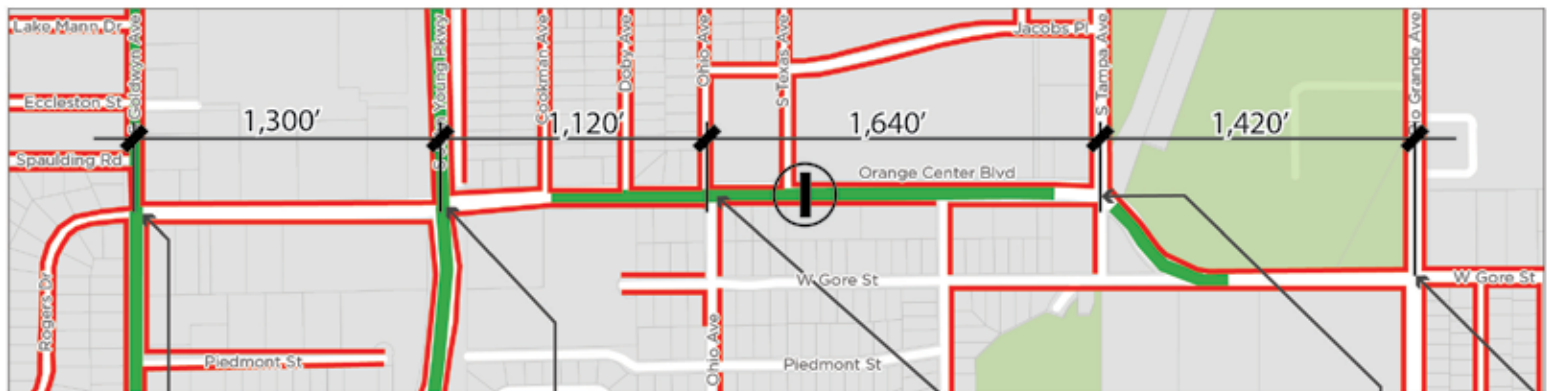 Lake Mann Dr
Goldwyn Ave
Young Pkwy
Cookman Ave
Doby Ave
Ohio Ave
S Texas Ave
Jacobs Pl
S Tampa Ave
Grande Ave
Eccleston St
1,300’
1,120’
1,640’
1,420’
Spaulding Rd
Orange Center Blvd
Rogers Dr
W Gore St
W Gore St
Piedmont St
Ohio Ave
Piedmont St